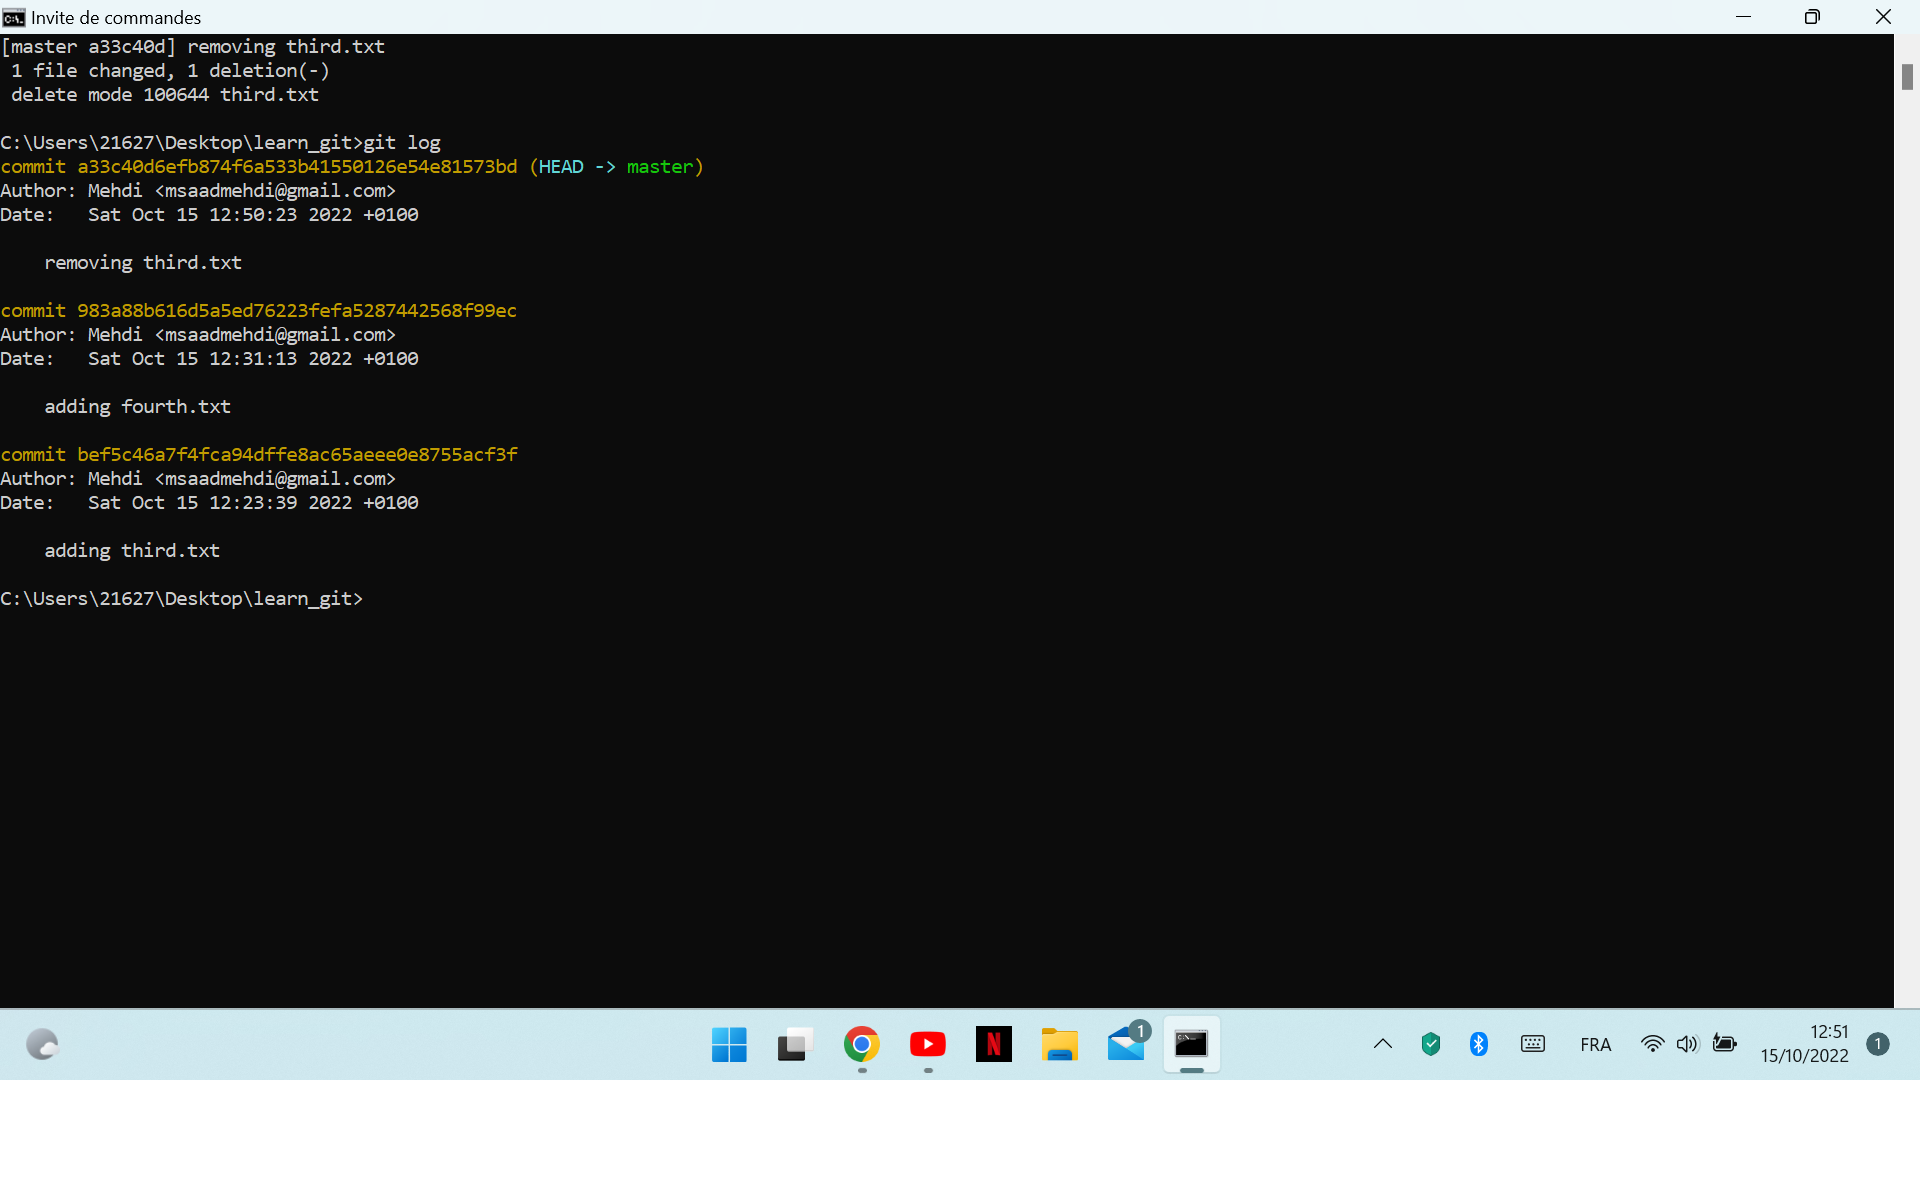 Invite de commandes
[master a33c40d] removing third.txt
 1 file changed, 1 deletion(-)
 delete mode 100644 third.txt
C:\Users\21627\Desktop\learn_git>git log
commit a33c40d6efb874f6a533b41550126e54e81573bd (HEAD -> master)
Author: Mehdi <msaadmehdi@gmail.com>
Date:   Sat Oct 15 12:50:23 2022 +0100
    removing third.txt
commit 983a88b616d5a5ed76223fefa5287442568f99ec
Author: Mehdi <msaadmehdi@gmail.com>
Date:   Sat Oct 15 12:31:13 2022 +0100
    adding fourth.txt
commit bef5c46a7f4fca94dffe8ac65aeee0e8755acf3f
Author: Mehdi <msaadmehdi@gmail.com>
Date:   Sat Oct 15 12:23:39 2022 +0100
    adding third.txt
C:\Users\21627\Desktop\learn_git>
N
1
FRA
12:51
15/10/2022
1